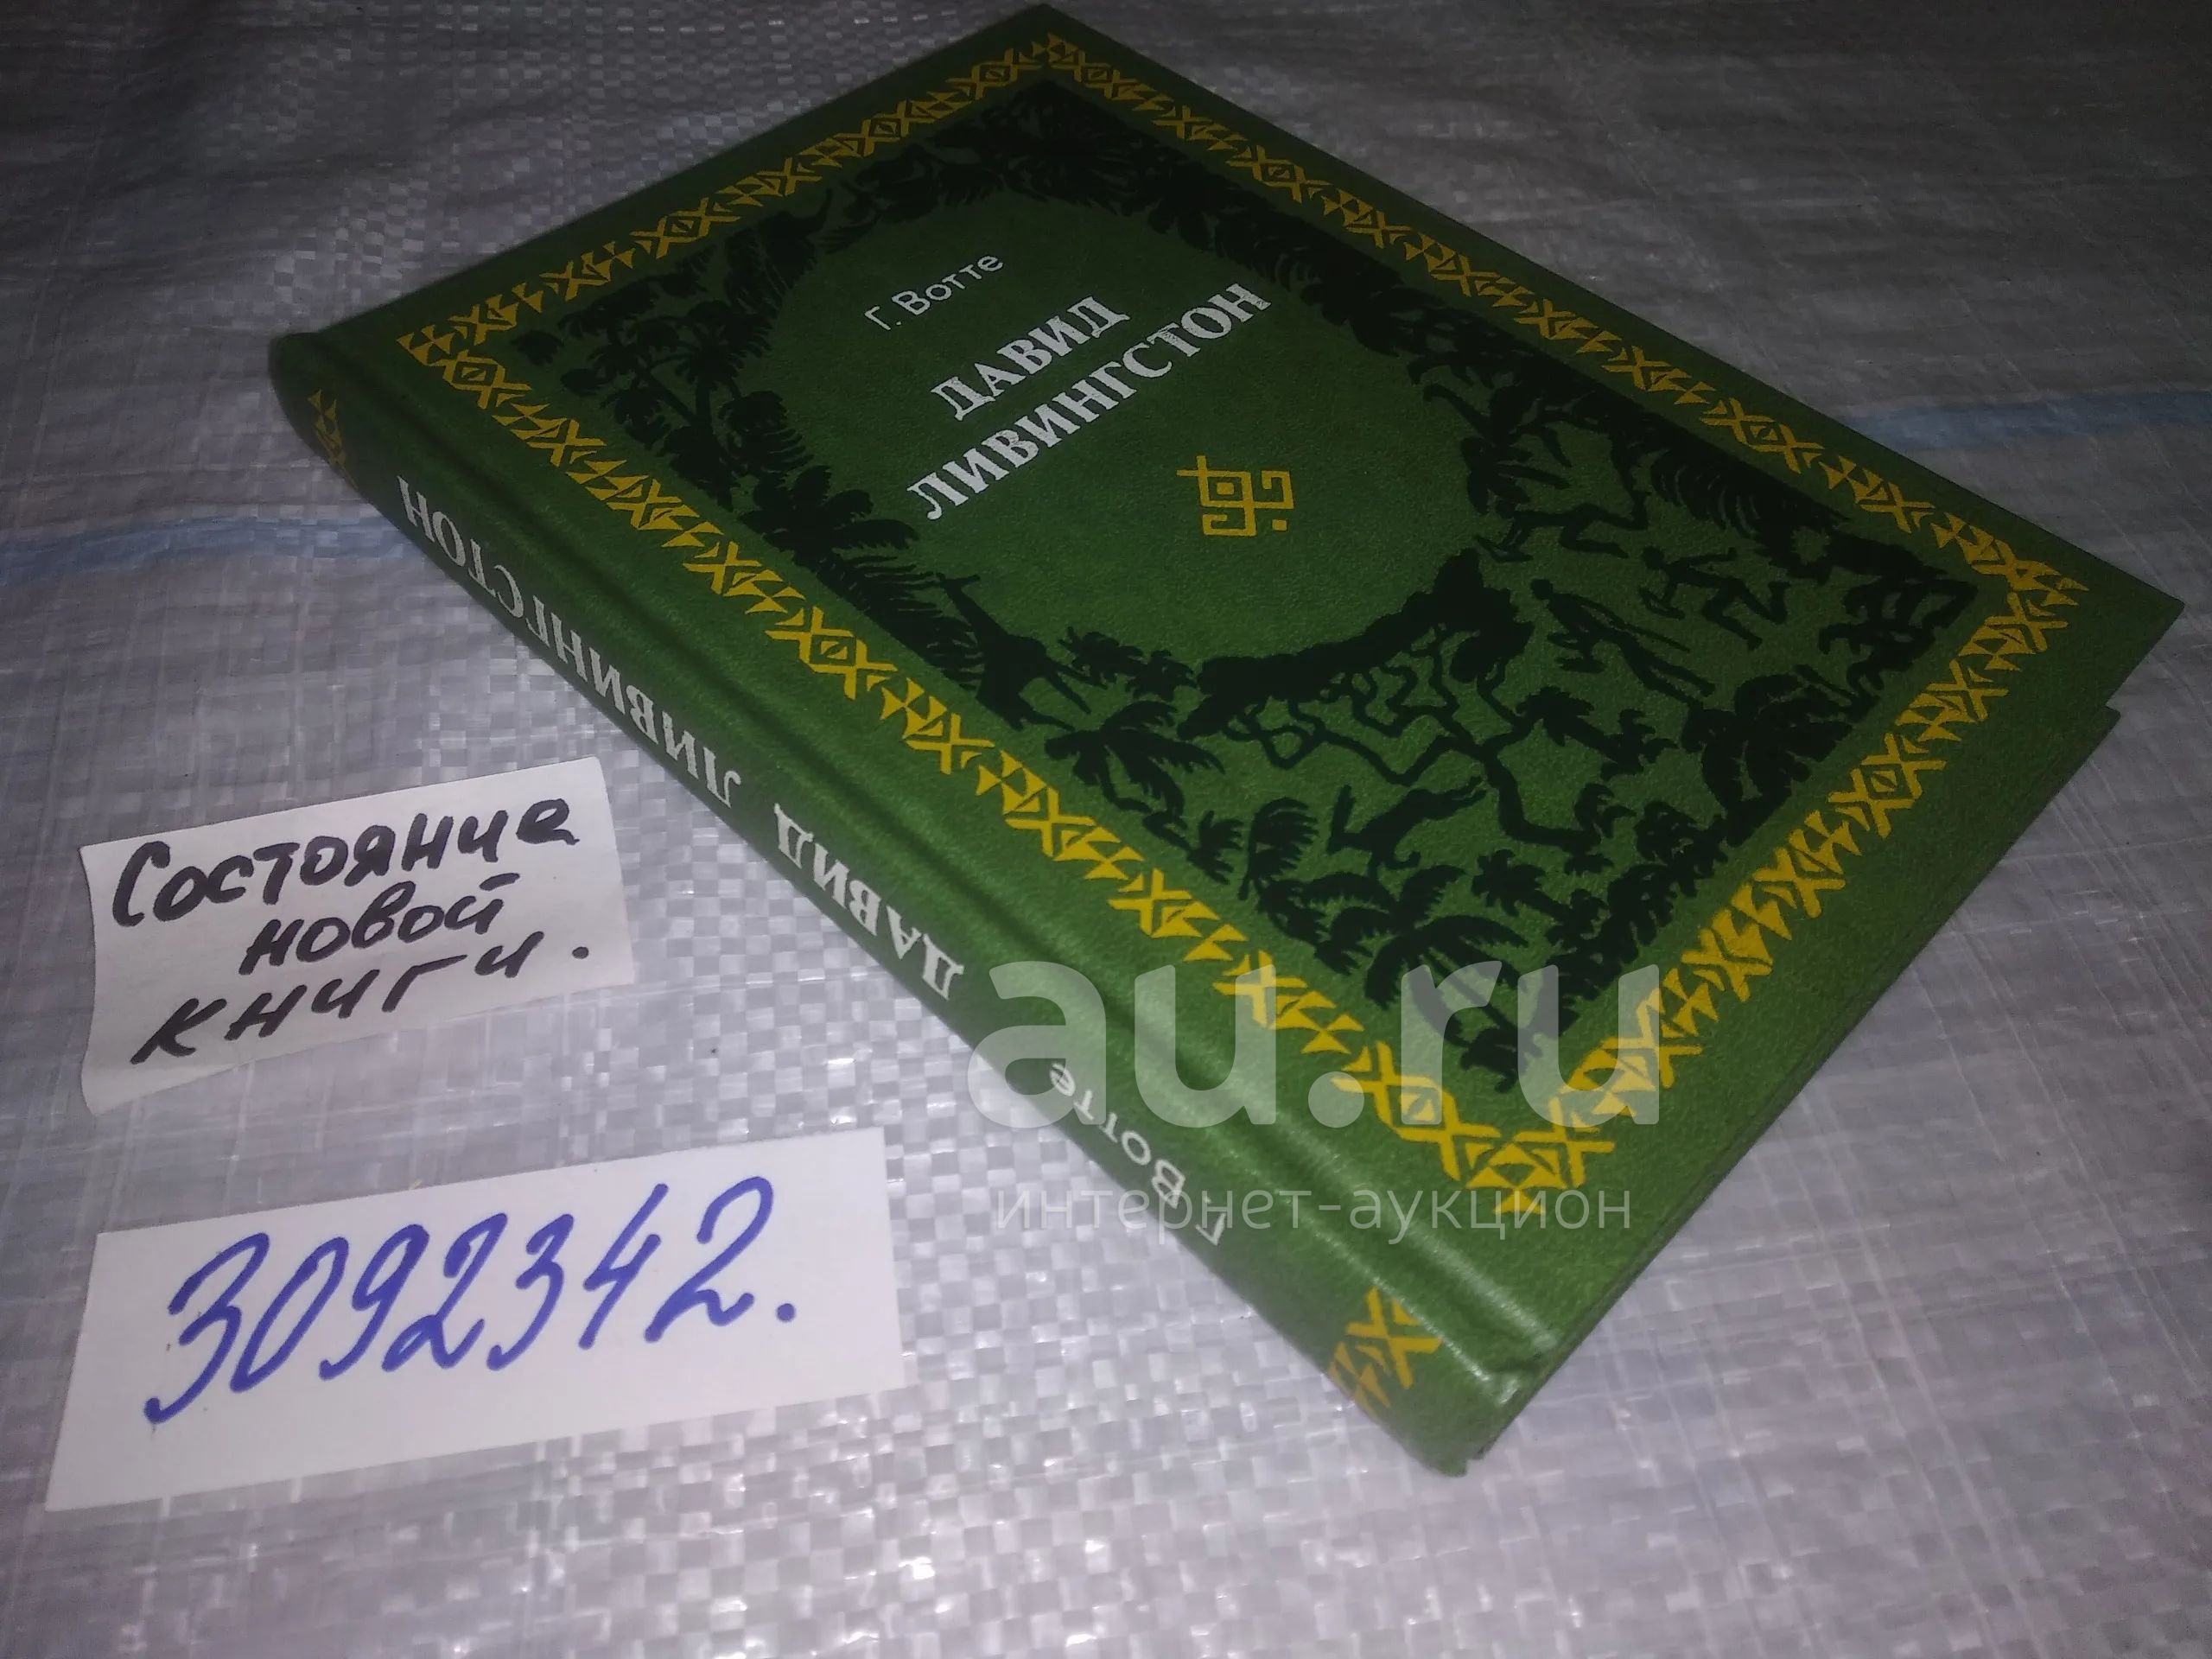 Г. Вотте
ДАВИД
ЛИВИНГСТОН
Г. Вотте ДАВИД ЛИВИНГСТОН
Состояние
новой
книги.
3092342.
au.ru
интернет-аукцион